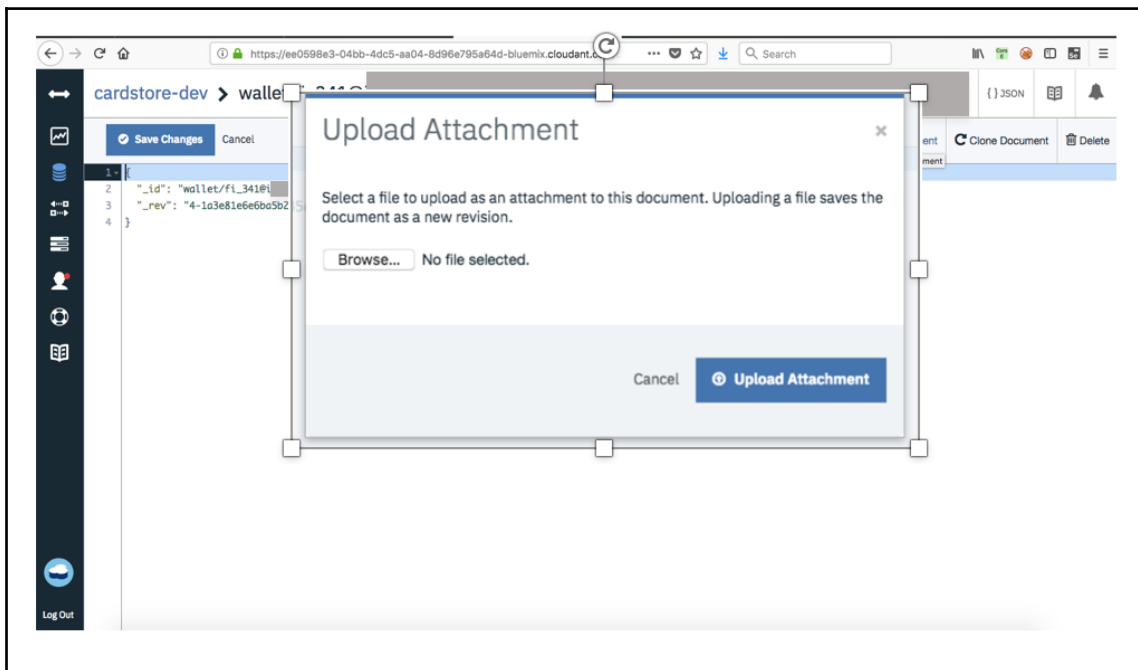 https://ee0598e3-04bb-4dc5-aa04-8d96e795a64d-bluemix.cloudant.
Search
cardstore-dev > walle
{ } JSON
Save Changes
Cancel
Clone Document
Delete
Upload Attachment
×
1
{
2
"_id": "wallet/fi_341@i
3
"_rev": "4-1a3e81e6e6ba5b2
4
}
Select a file to upload as an attachment to this document. Uploading a file saves the
document as a new revision.
Browse...
No file selected.
Cancel
Upload Attachment
Log Out